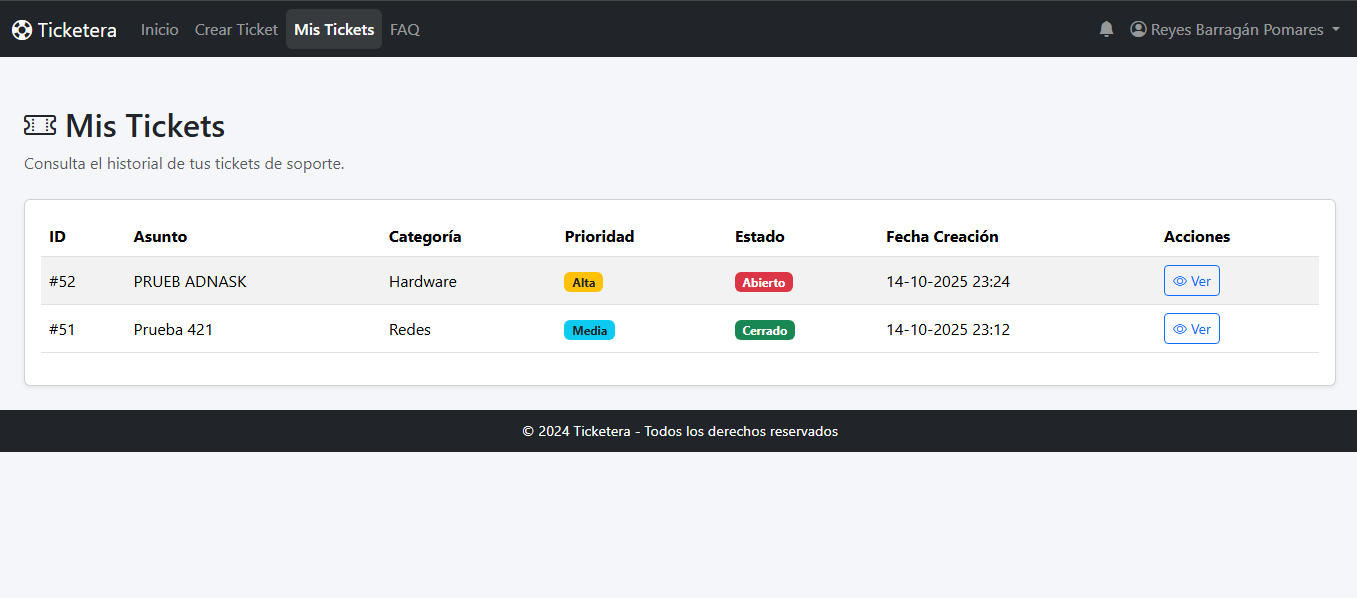 Ticketera Inicio Crear Ticket Mis Tickets FAQ Reyes Barragán Pomares
Mis Tickets
Consulta el historial de tus tickets de soporte.
ID Asunto Categoría Prioridad Estado Fecha Creación Acciones
#52 PRUEB ADNASK Hardware Alta Abierto 14-10-2025 23:24 Ver
#51 Prueba 421 Redes Media Cerrado 14-10-2025 23:12 Ver
© 2024 Ticketera - Todos los derechos reservados